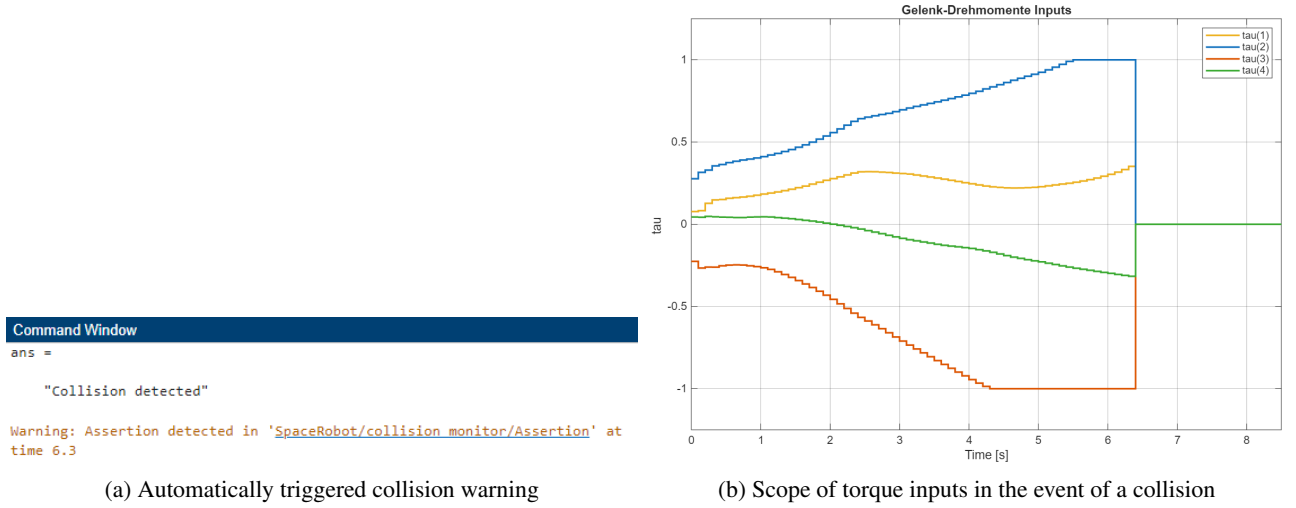 Command Window
ans =
"Collision detected"
Warning: Assertion detected in 'SpaceRobot/collision monitor/Assertion' at
time 6.3
(a) Automatically triggered collision warning
Gelenk-Drehmomente Inputs
tau(1)
tau(2)
tau(3)
tau(4)
1
0.5
0
-0.5
-1
tau
0 1 2 3 4 5 6 7 8
Time [s]
(b) Scope of torque inputs in the event of a collision